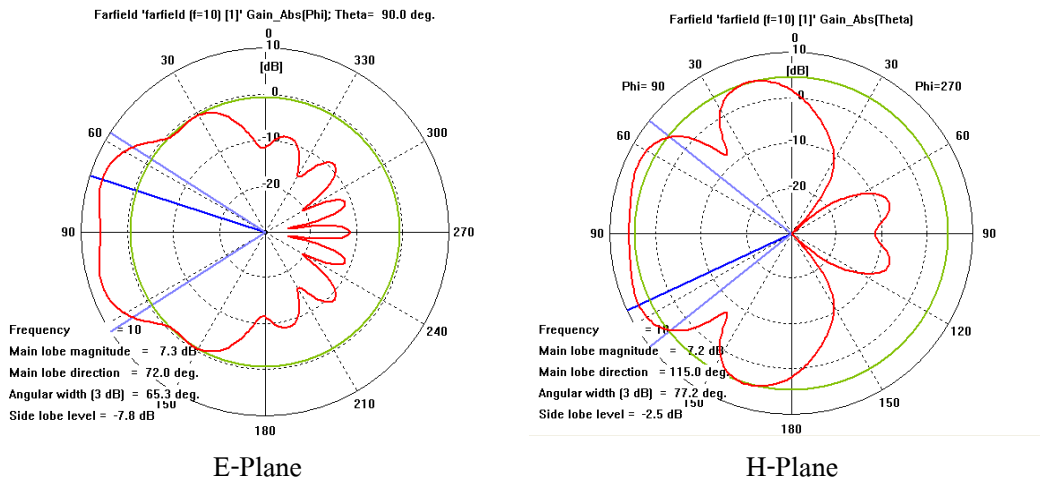 Farfield 'farfield (f=10) [1]' Gain_Abs(Phi); Theta= 90.0 deg.
0
10
[dB]
30
330
0
60
300
-10
-20
90
270
240
Frequency = 10
Main lobe magnitude = 7.3 dB
Main lobe direction = 72.0 deg.
Angular width (3 dB) = 65.3 deg.
150
210
Side lobe level = -7.8 dB
180
E-Plane
Farfield 'farfield (f=10) [1]' Gain_Abs(Theta)
0
10
30
30
[dB]
Phi= 90
Phi=270
0
60
60
-10
-20
90
90
120
Frequency = 10
Main lobe magnitude = 7.2 dB
Main lobe direction = 115.0 deg.
Angular width (3 dB) = 77.2 deg.
150
150
Side lobe level = -2.5 dB
180
H-Plane